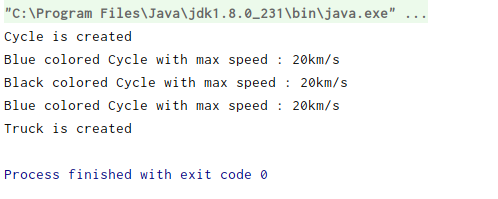 "C:\Program Files\Java\jdk1.8.0_231\bin\java.exe" ...
Cycle is created
Blue colored Cycle with max speed : 20km/s
Black colored Cycle with max speed : 20km/s
Blue colored Cycle with max speed : 20km/s
Truck is created
Process finished with exit code 0